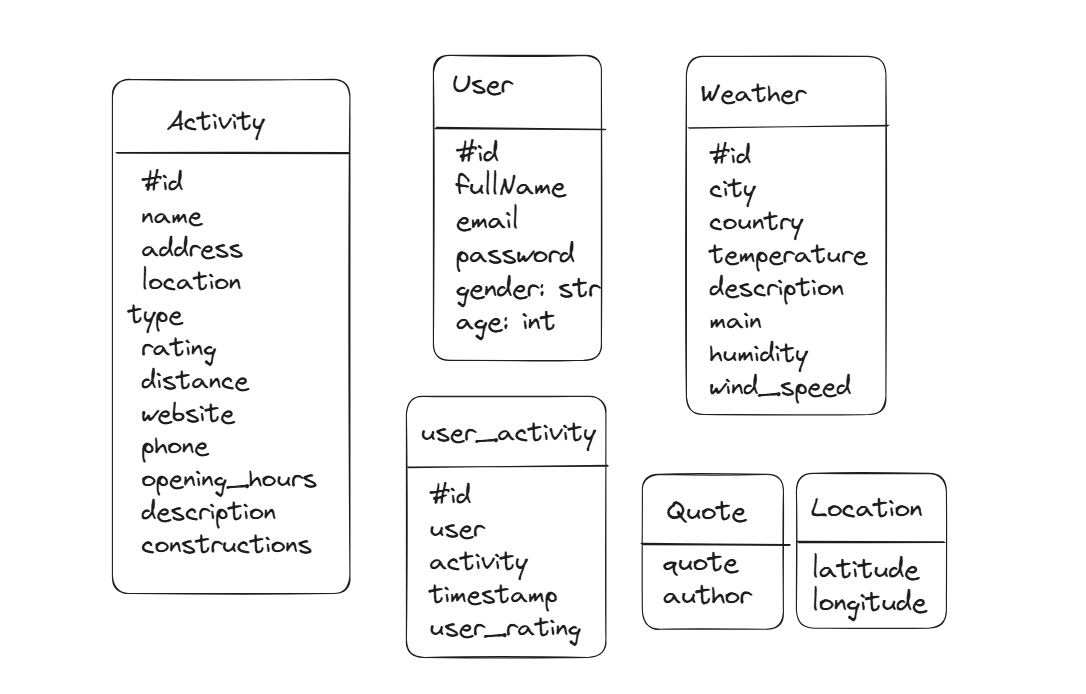 Activity
#id
name
address
location
type
rating
distance
website
phone
opening_hours
description
constructions
User
#id
fullName
email
password
gender: str
age: int
user_activity
#id
user
activity
timestamp
user_rating
Weather
#id
city
country
temperature
description
main
humidity
wind_speed
Quote
quote
author
Location
latitude
longitude